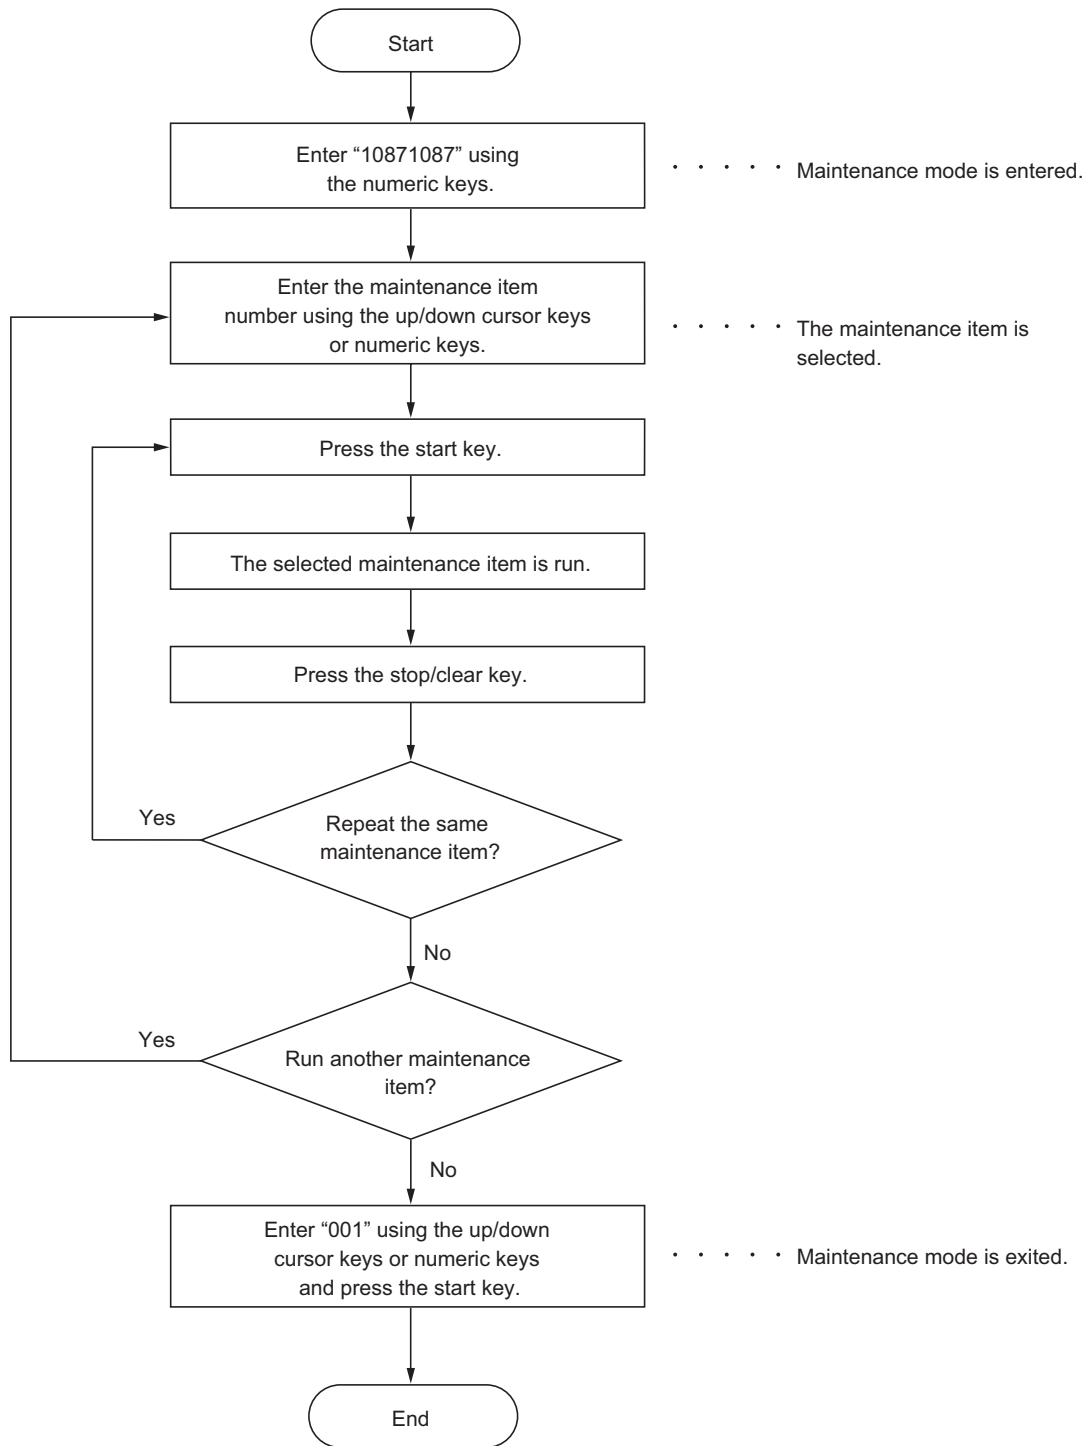 Start
Enter “10871087” using
the numeric keys.
· · · · · Maintenance mode is entered.
Enter the maintenance item
number using the up/down cursor keys
or numeric keys.
· · · · · The maintenance item is
selected.
Press the start key.
The selected maintenance item is run.
Press the stop/clear key.
Yes
Repeat the same
maintenance item?
No
Yes
Run another maintenance
item?
No
Enter “001” using the up/down
cursor keys or numeric keys
and press the start key.
· · · · · Maintenance mode is exited.
End